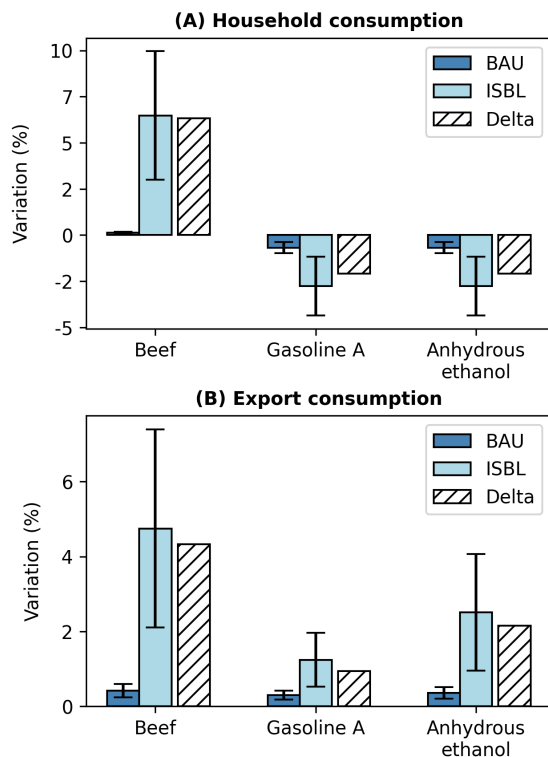 (A) Household consumption
Variation (%)
10
7
5
2
0
-2
-5
BAU
ISBL
Delta
Beef
Gasoline A
Anhydrous
ethanol
(B) Export consumption
Variation (%)
6
4
2
0
BAU
ISBL
Delta
Beef
Gasoline A
Anhydrous
ethanol